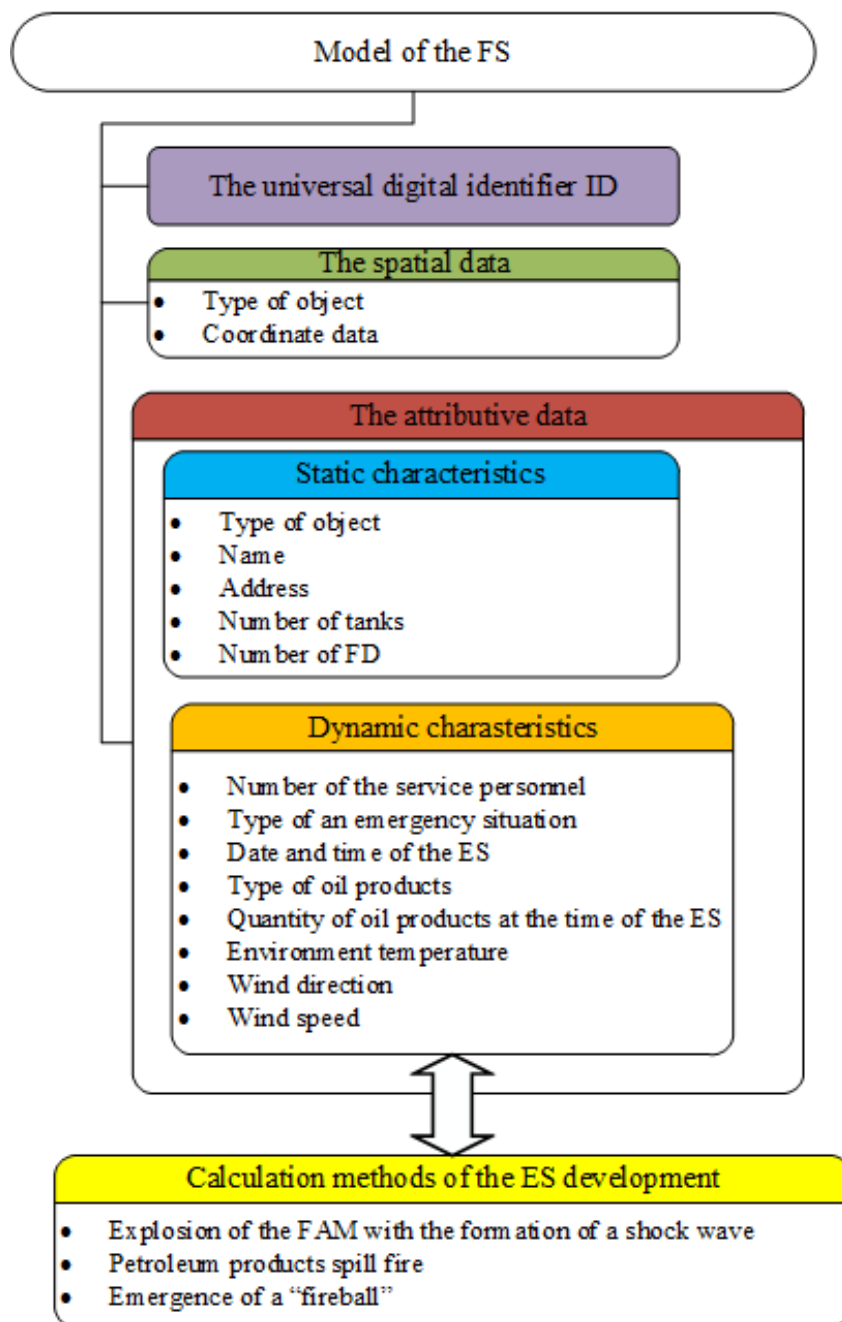 Model of the FS
The universal digital identifier ID
The spatial data
• Type of object
• Coordinate data
The attributive data
Static characteristics
• Type of object
• Name
• Address
• Number of tanks
• Number of FD
Dynamic charasteristics
• Number of the service personnel
• Type of an emergency situation
• Date and time of the ES
• Type of oil products
• Quantity of oil products at the time of the ES
• Environment temperature
• Wind direction
• Wind speed
Calculation methods of the ES development
• Explosion of the FAM with the formation of a shock wave
• Petroleum products spill fire
• Emergence of a “fireball”